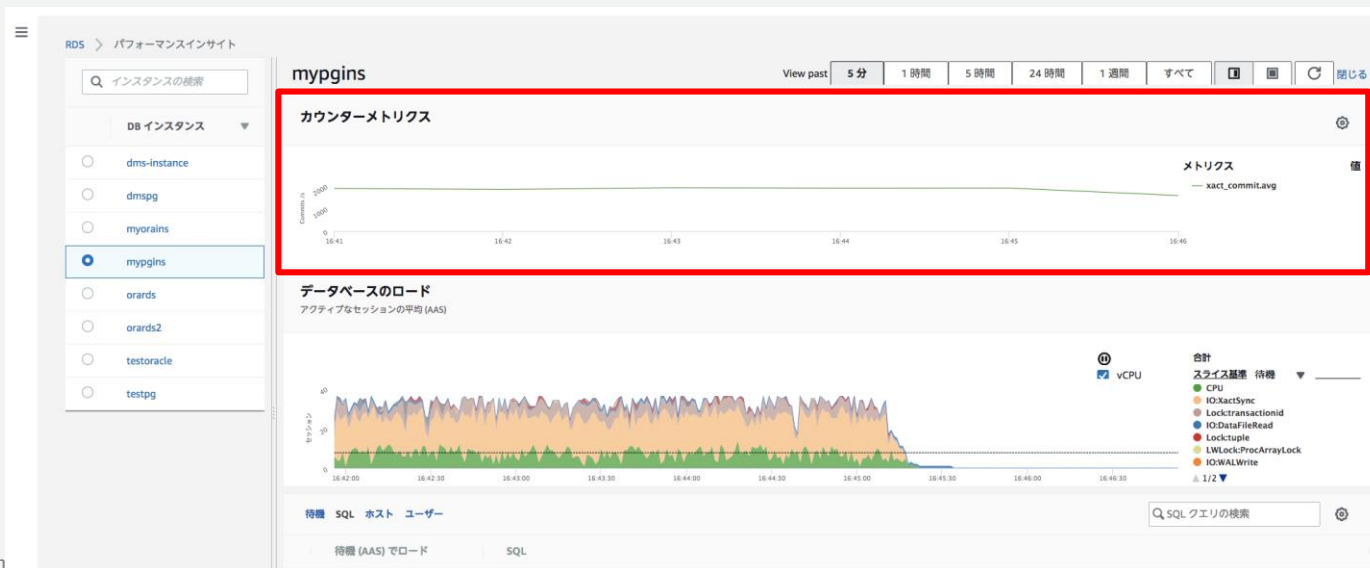 RDS > パフォーマンスインサイト
インスタンスの検索
DB インスタンス
dms-instance
dmspg
myorains
mypgins
orards
orards2
testoracle
testpg
mypgins
View past 5 分 1 時間 5 時間 24 時間 1 週間 すべて 閉じる
カウンターメトリクス
メトリクス 値
xact_commit.avg
Commits /s
2000
1000
0
16:41 16:42 16:43 16:44 16:45 16:46
データベースのロード
アクティブなセッションの平均 (AAS)
vCPU
合計
スライス基準 待機
CPU
IO:XactSync
Lock:transactionid
IO:DataFileRead
Lock:tuple
LWLock:ProcArrayLock
IO:WALWrite
1/2
セッション
40
20
0
16:42:00 16:42:30 16:43:00 16:43:30 16:44:00 16:44:30 16:45:00 16:45:30 16:46:00 16:46:30
待機 SQL ホスト ユーザー
SQL クエリの検索
待機 (AAS) でロード SQL